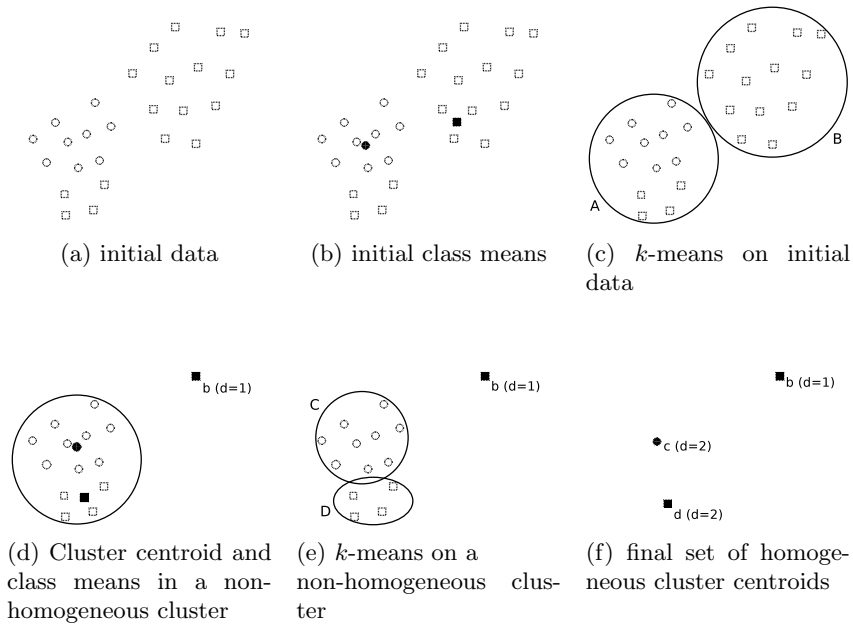 (a) initial data
(b) initial class means
A
B
(c) k-means on initial
data
b (d=1)
(d) Cluster centroid and
class means in a non-
homogeneous cluster
C
D
b (d=1)
(e) k-means on a
non-homogeneous clus-
ter
b (d=1)
c (d=2)
d (d=2)
(f) final set of homoge-
neous cluster centroids